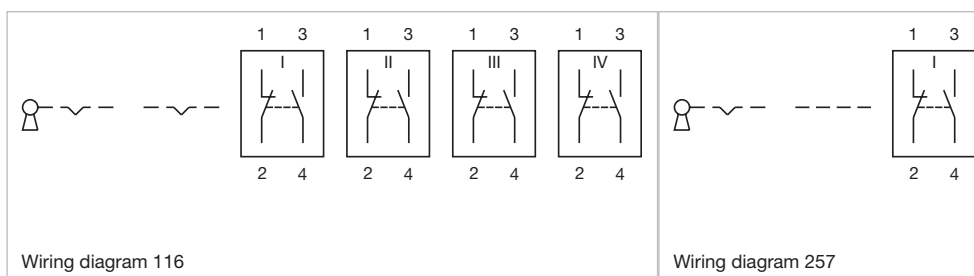 1 3 1 3 1 3 1 3
I II III IV
2 4 2 4 2 4 2 4
Wiring diagram 116
1 3
I
2 4
Wiring diagram 257